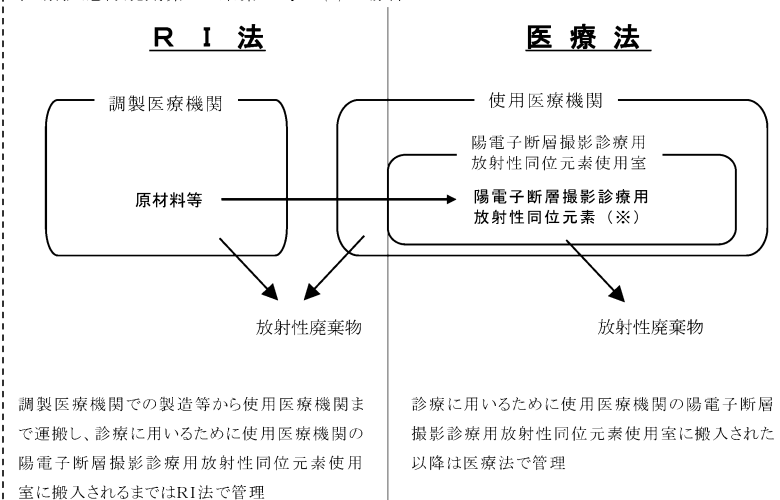 RI法
医療法
調製医療機関
使用医療機関
陽電子断層撮影診療用
放射性同位元素使用室
原材料等
陽電子断層撮影診療用
放射性同位元素（※）
放射性廃棄物
放射性廃棄物
調製医療機関での製造等から使用医療機関ま
で運搬し、診療に用いるために使用医療機関の
陽電子断層撮影診療用放射性同位元素使用
室に搬入されるまではRI法で管理
診療に用いるために使用医療機関の陽電子断層
撮影診療用放射性同位元素使用室に搬入された
以降は医療法で管理